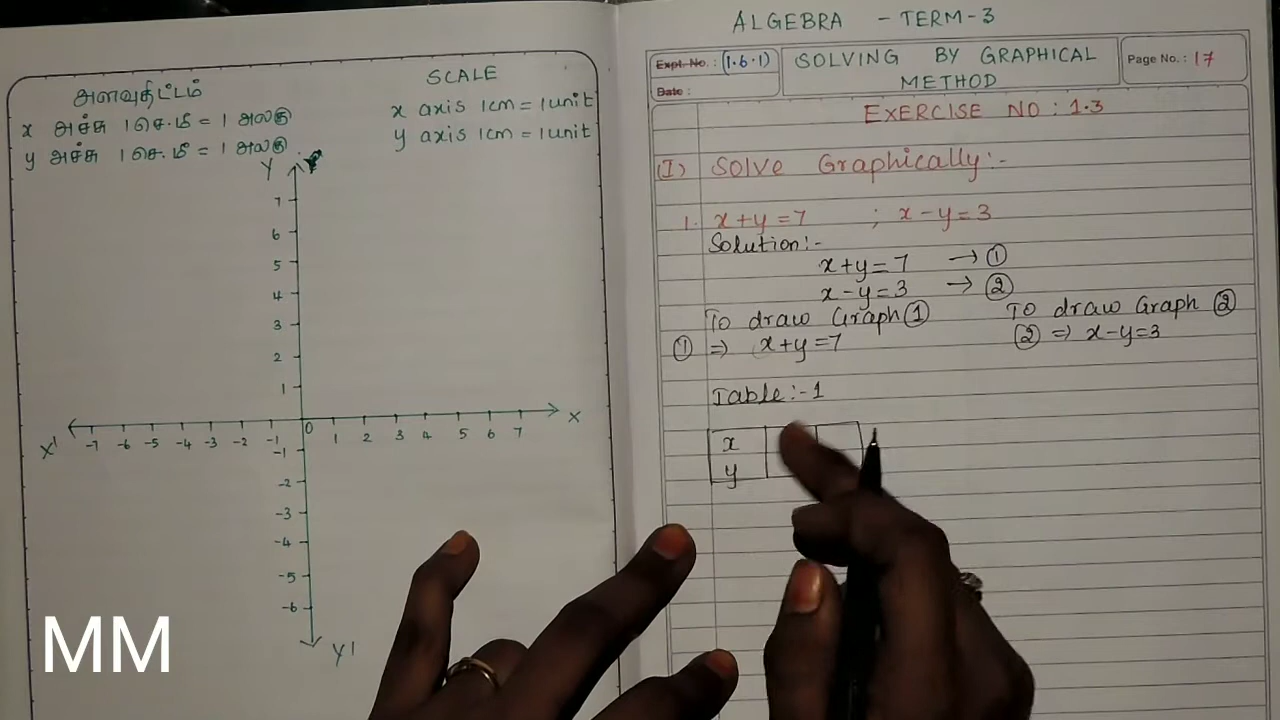 அளவுதிட்டம்
x அச்சு 1செ.மீ = 1 அலகு
y அச்சு 1செ.மீ = 1 அலகு
SCALE
x axis 1cm = 1unit
y axis 1cm = 1unit
Y
7
6
5
4
3
2
1
X' -7 -6 -5 -4 -3 -2 -1 0 1 2 3 4 5 6 7 X
-1
-2
-3
-4
-5
-6
Y'
MM
ALGEBRA - TERM-3
Expt. No. : (1.6.1)
Date :
SOLVING BY GRAPHICAL
METHOD
Page No. : 17
EXERCISE NO : 1.3
(I) Solve Graphically:-
1. x+y=7 ; x-y=3
Solution:-
x+y=7 → ①
x-y=3 → ②
To draw Graph ①
① ⇒ x+y=7
To draw Graph ②
② ⇒ x-y=3
Table:-1
x
y